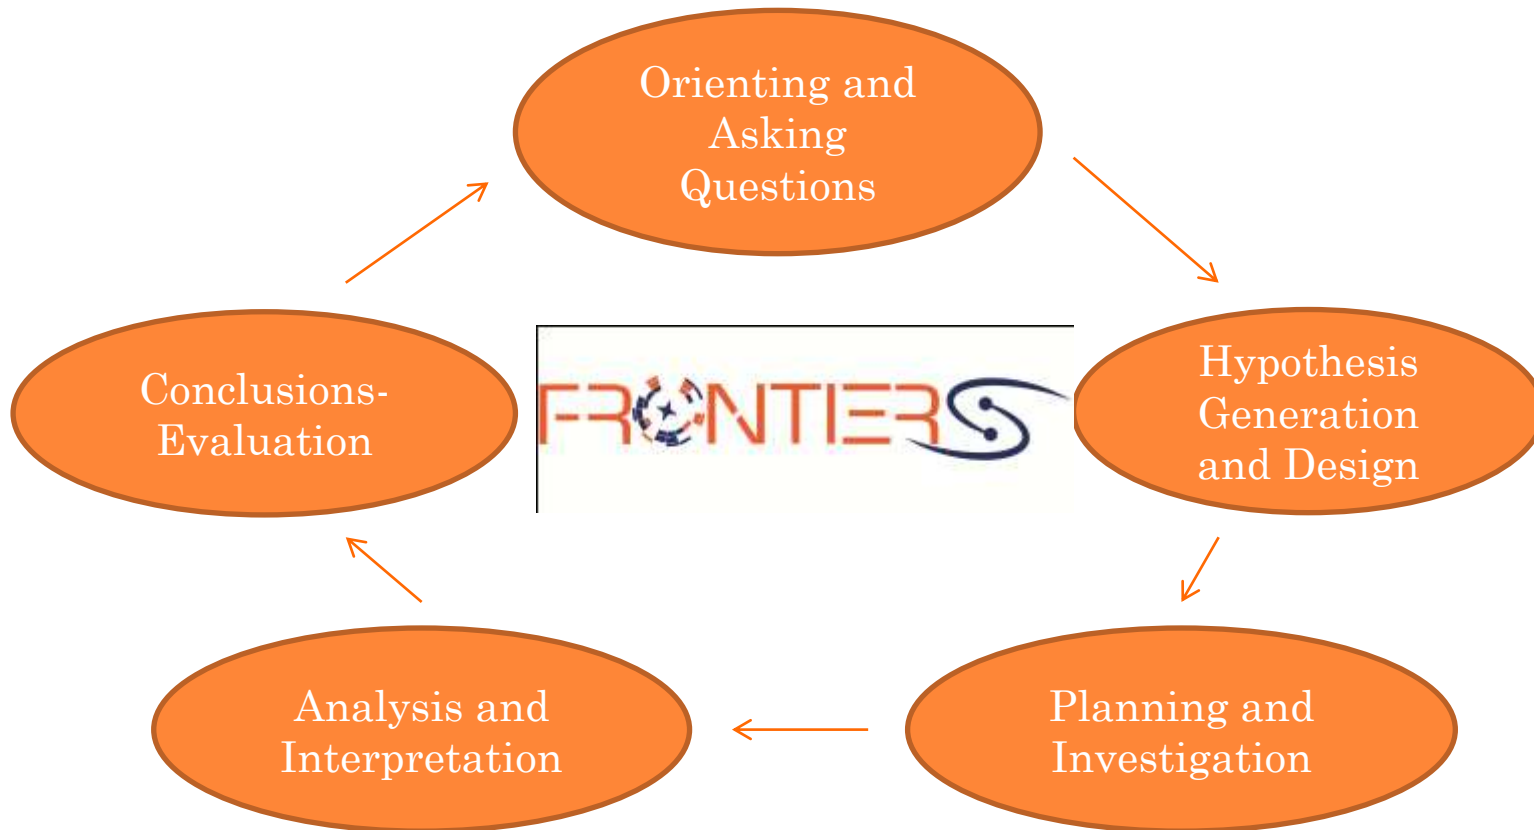 Orienting and
Asking
Questions
Hypothesis
Generation
and Design
Planning and
Investigation
Analysis and
Interpretation
Conclusions-
Evaluation
FRONTIERS